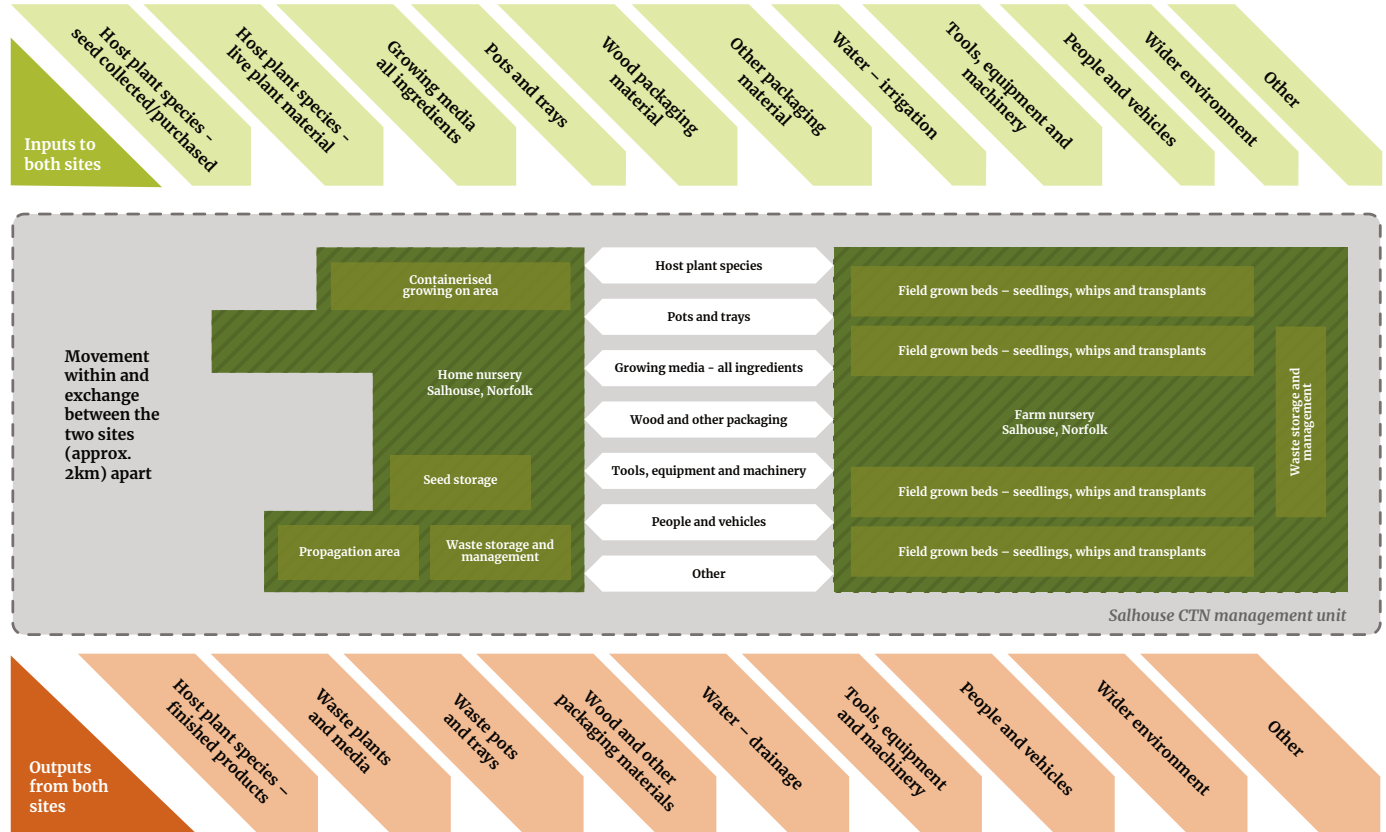 Inputs to
both sites
Host plant species –
seed collected/purchased
Host plant species -
live plant material
Growing media
all ingredients
Pots and trays
Wood packaging
material
Other packaging
material
Water – irrigation
Tools, equipment and
machinery
People and vehicles
Wider environment
Other
Movement
within and
exchange
between the
two sites
(approx.
2km) apart
Containerised
growing on area
Home nursery
Salhouse, Norfolk
Seed storage
Propagation area
Waste storage and
management
Host plant species
Pots and trays
Growing media - all ingredients
Wood and other packaging
Tools, equipment and machinery
People and vehicles
Other
Field grown beds – seedlings, whips and transplants
Field grown beds – seedlings, whips and transplants
Farm nursery
Salhouse, Norfolk
Field grown beds – seedlings, whips and transplants
Field grown beds – seedlings, whips and transplants
Waste storage and
management
Salhouse CTN management unit
Outputs
from both
sites
Host plant species –
finished products
Waste plants
and media
Waste pots
and trays
Wood and other
packaging materials
Water – drainage
Tools, equipment
and machinery
People and vehicles
Wider environment
Other